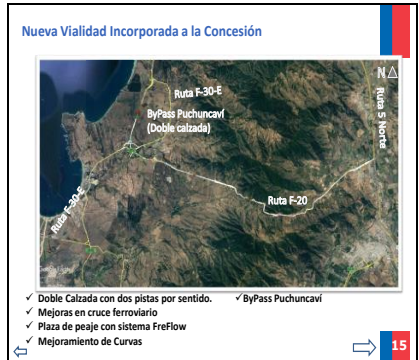 Nueva Vialidad Incorporada a la Concesión
N
Ruta F-30-E
ByPass Puchuncaví
(Doble calzada)
Ruta 5 Norte
Ruta F-20
Ruta F-30-E
✓ Doble Calzada con dos pistas por sentido. ✓ByPass Puchuncaví
✓ Mejoras en cruce ferroviario
✓ Plaza de peaje con sistema FreFlow
✓ Mejoramiento de Curvas
15